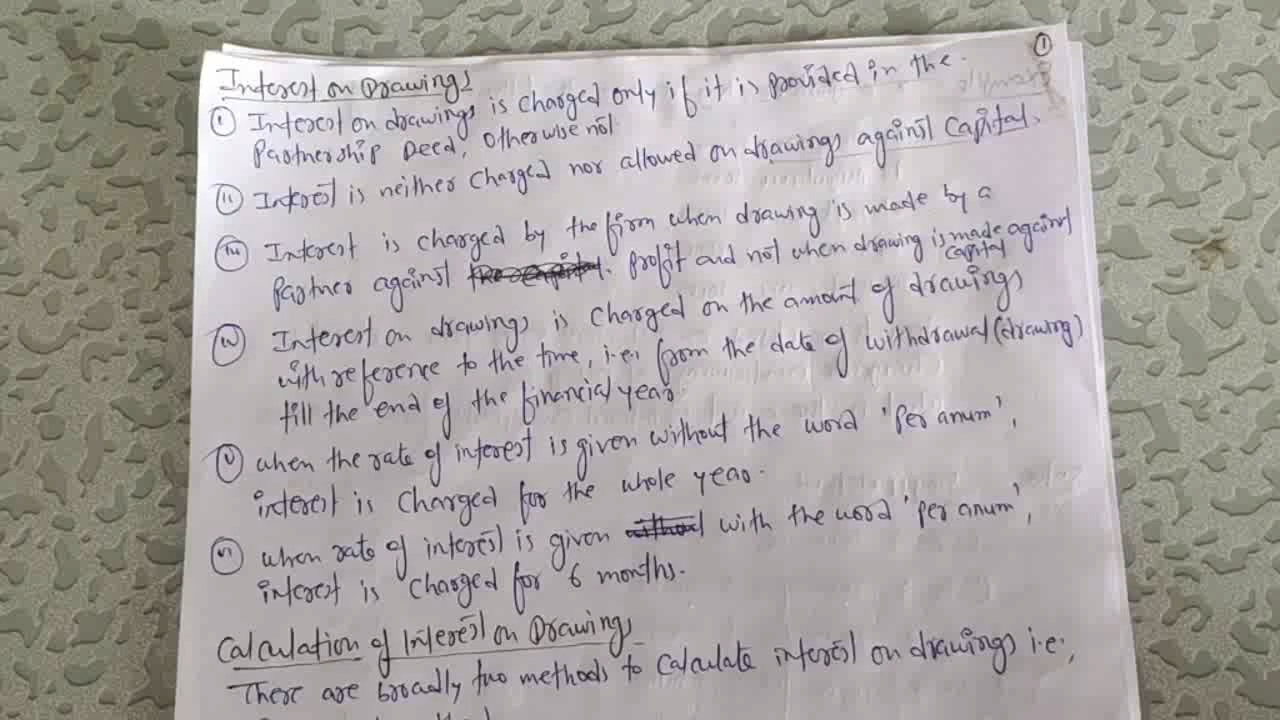 ①
Interest on Drawings
ⓘ Interest on drawings is charged only if it is provided in the
Partnership Deed, otherwise not
ⓘⓘ Interest is neither charged nor allowed on drawings against Capital.
ⓘⓘⓘ Interest is charged by the firm when drawing is made by a
Partner against profit and not when drawing is made against
capital
ⓘⓥ Interest on drawings is charged on the amount of drawings
with reference to the time, i.e. from the date of withdrawal (drawing)
till the end of the financial year.
ⓥ when the rate of interest is given without the word 'Per anum',
interest is charged for the whole year.
ⓥⓘ when rate of interest is given with the word 'per anum',
interest is charged for 6 months.
Calculation of Interest on Drawings
There are broadly two methods to calculate interest on drawings i.e.,